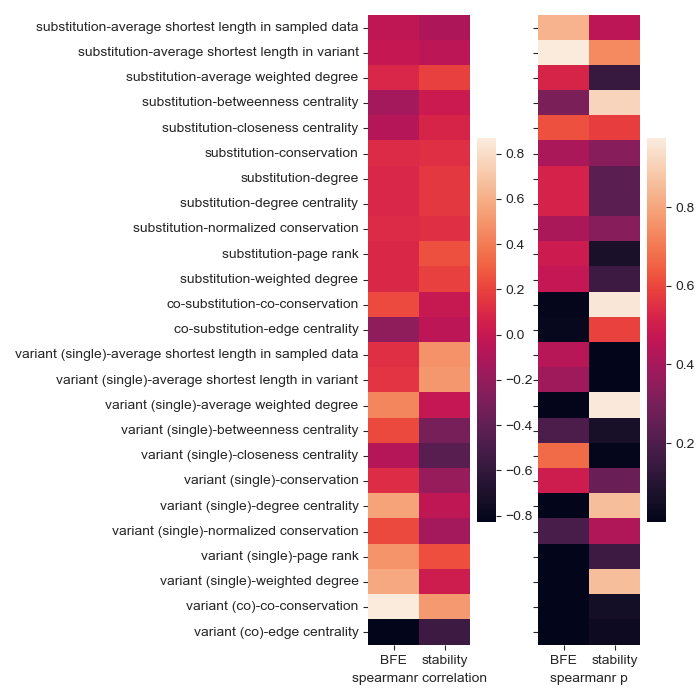 substitution-average shortest length in sampled data
substitution-average shortest length in variant
substitution-average weighted degree
substitution-betweenness centrality
substitution-closeness centrality
substitution-conservation
substitution-degree
substitution-degree centrality
substitution-normalized conservation
substitution-page rank
substitution-weighted degree
co-substitution-co-conservation
co-substitution-edge centrality
variant (single)-average shortest length in sampled data
variant (single)-average shortest length in variant
variant (single)-average weighted degree
variant (single)-betweenness centrality
variant (single)-closeness centrality
variant (single)-conservation
variant (single)-degree centrality
variant (single)-normalized conservation
variant (single)-page rank
variant (single)-weighted degree
variant (co)-co-conservation
variant (co)-edge centrality
BFE stability
spearmanr correlation
0.8
0.6
0.4
0.2
0.0
−0.2
−0.4
−0.6
−0.8
BFE stability
spearmanr p
0.8
0.6
0.4
0.2